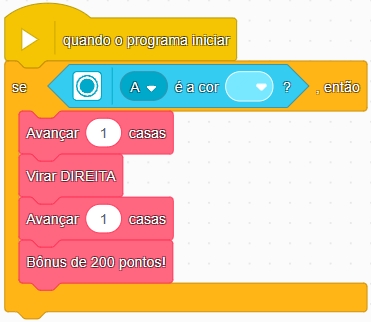 quando o programa iniciar
se A é a cor ? , então
Avançar 1 casas
Virar DIREITA
Avançar 1 casas
Bônus de 200 pontos!